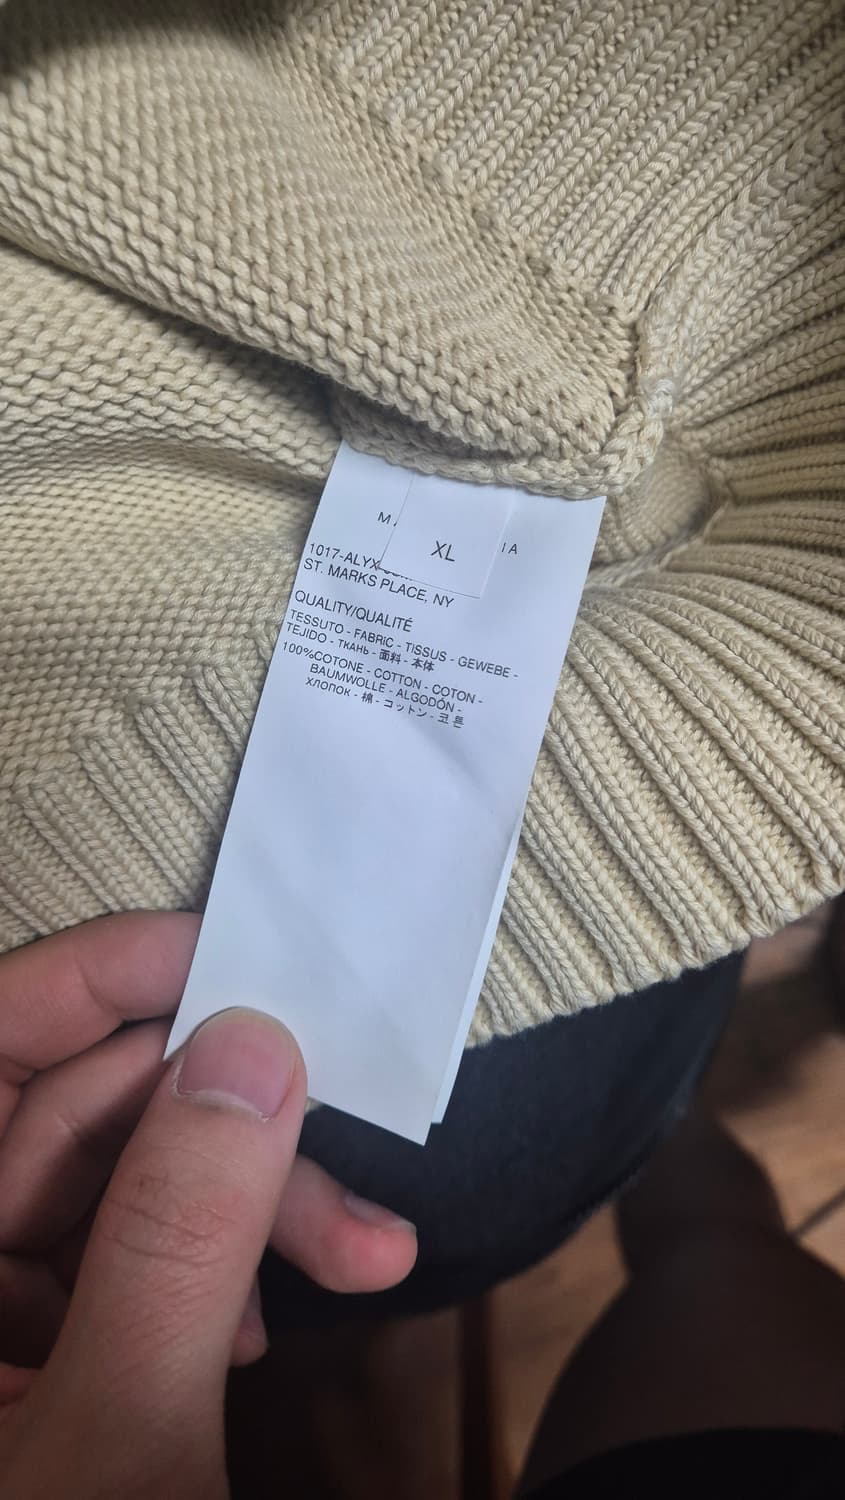 XL
1017-ALYX
ST. MARKS PLACE, NY
QUALITY/QUALITÉ
TESSUTO - FABRIC - TISSUS - GEWEBE -
TEJIDO - ТКАНЬ - 面料 - 本体
100%COTONE - COTTON - COTON -
BAUMWOLLE - ALGODÓN -
ХЛОПОК - 棉 - コットン - 코튼